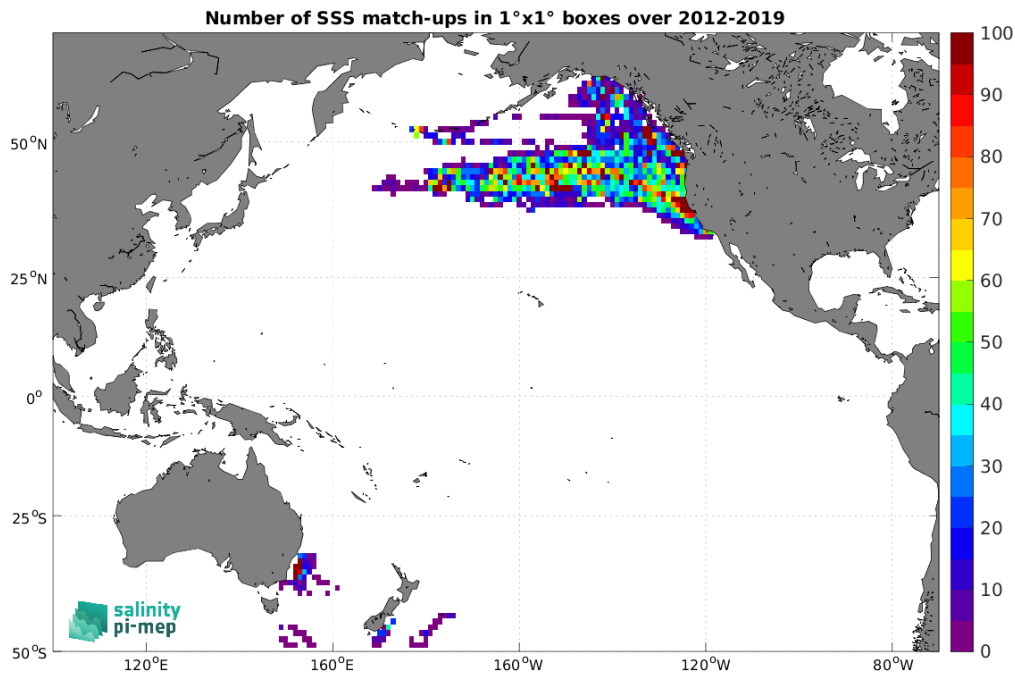 Number of SSS match-ups in 1°x1° boxes over 2012-2019
100
90
80
70
60
50
40
30
20
10
0
50°N
25°N
0°
25°S
50°S
120°E
160°E
160°W
120°W
80°W
salinity
pi-mep